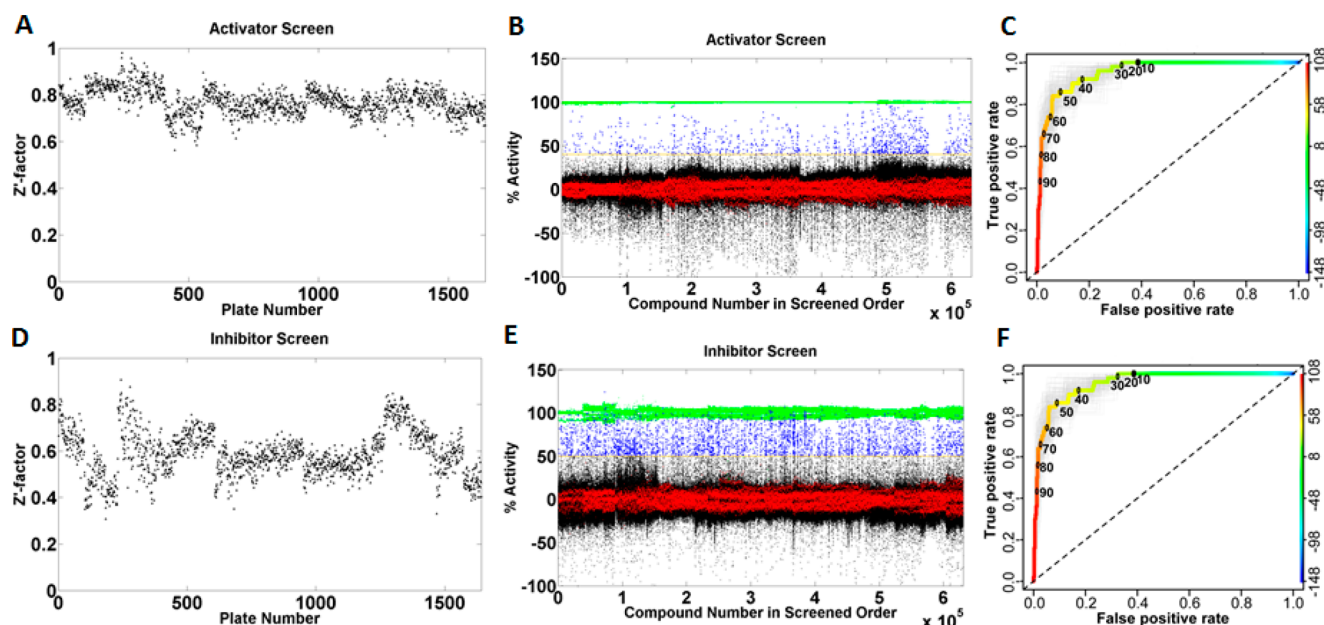 A
Activator Screen
Z'-factor
1
0.8
0.6
0.4
0.2
0
0
500
1000
1500
Plate Number
B
Activator Screen
% Activity
150
100
50
0
-50
-100
0
1
2
3
4
5
6
Compound Number in Screened Order
x 10^5
C
True positive rate
1.0
0.8
0.6
0.4
0.2
0.0
30 20 10
40
50
60
70
80
90
0.0 0.2 0.4 0.6 0.8 1.0
False positive rate
108
58
8
-48
-98
-148
D
Inhibitor Screen
Z'-factor
1
0.8
0.6
0.4
0.2
0
0
500
1000
1500
Plate Number
E
Inhibitor Screen
% Activity
150
100
50
0
-50
-100
0
1
2
3
4
5
6
Compound Number in Screened Order
x 10^5
F
True positive rate
1.0
0.8
0.6
0.4
0.2
0.0
30 20 10
40
50
60
70
80
90
0.0 0.2 0.4 0.6 0.8 1.0
False positive rate
108
58
8
-48
-98
-148